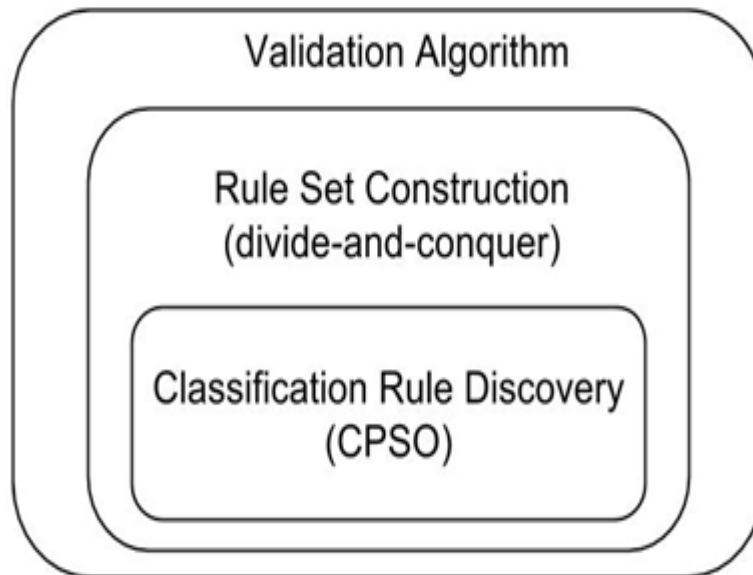 Validation Algorithm
Rule Set Construction
(divide-and-conquer)
Classification Rule Discovery
(CPSO)